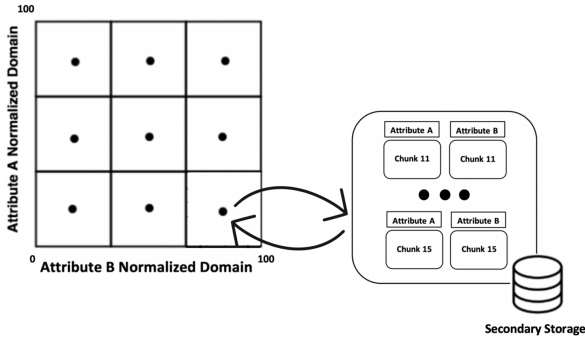 100
Attribute A Normalized Domain
0
Attribute B Normalized Domain
100
Attribute A
Attribute B
Chunk 11
Chunk 11
Attribute A
Attribute B
Chunk 15
Chunk 15
Secondary Storage